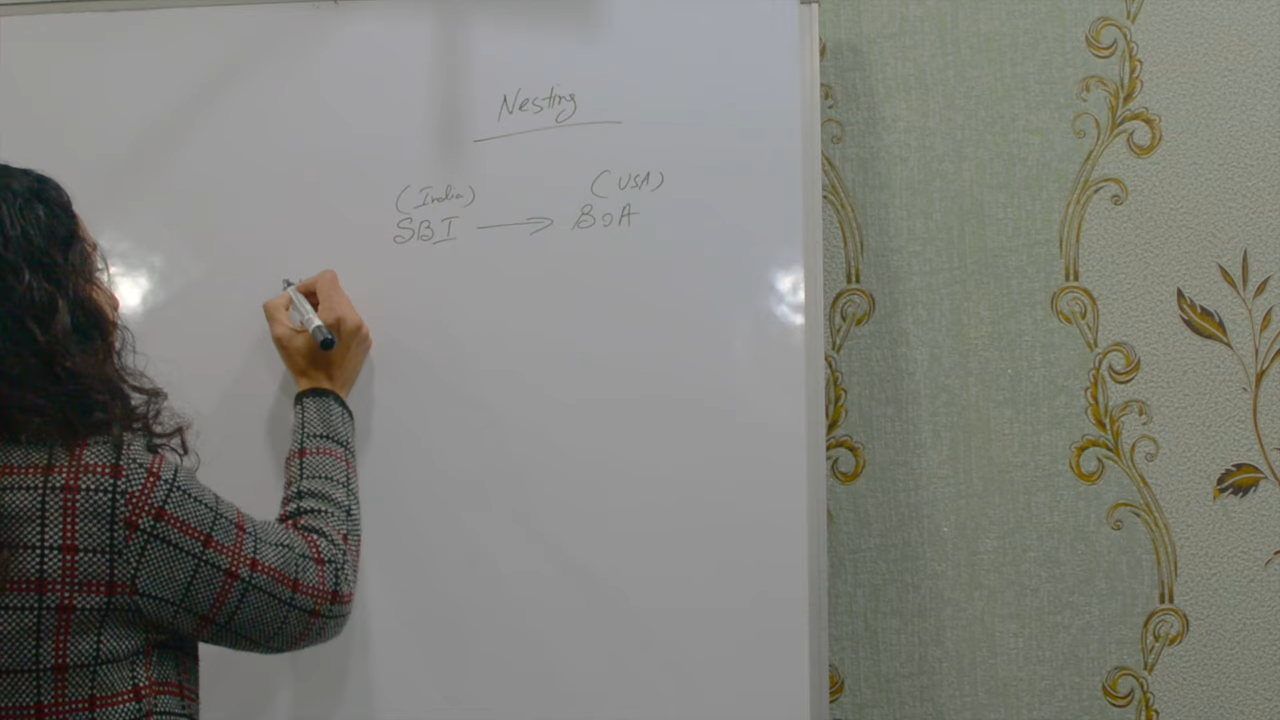 Nesting
(India) (USA)
SBI → BOA